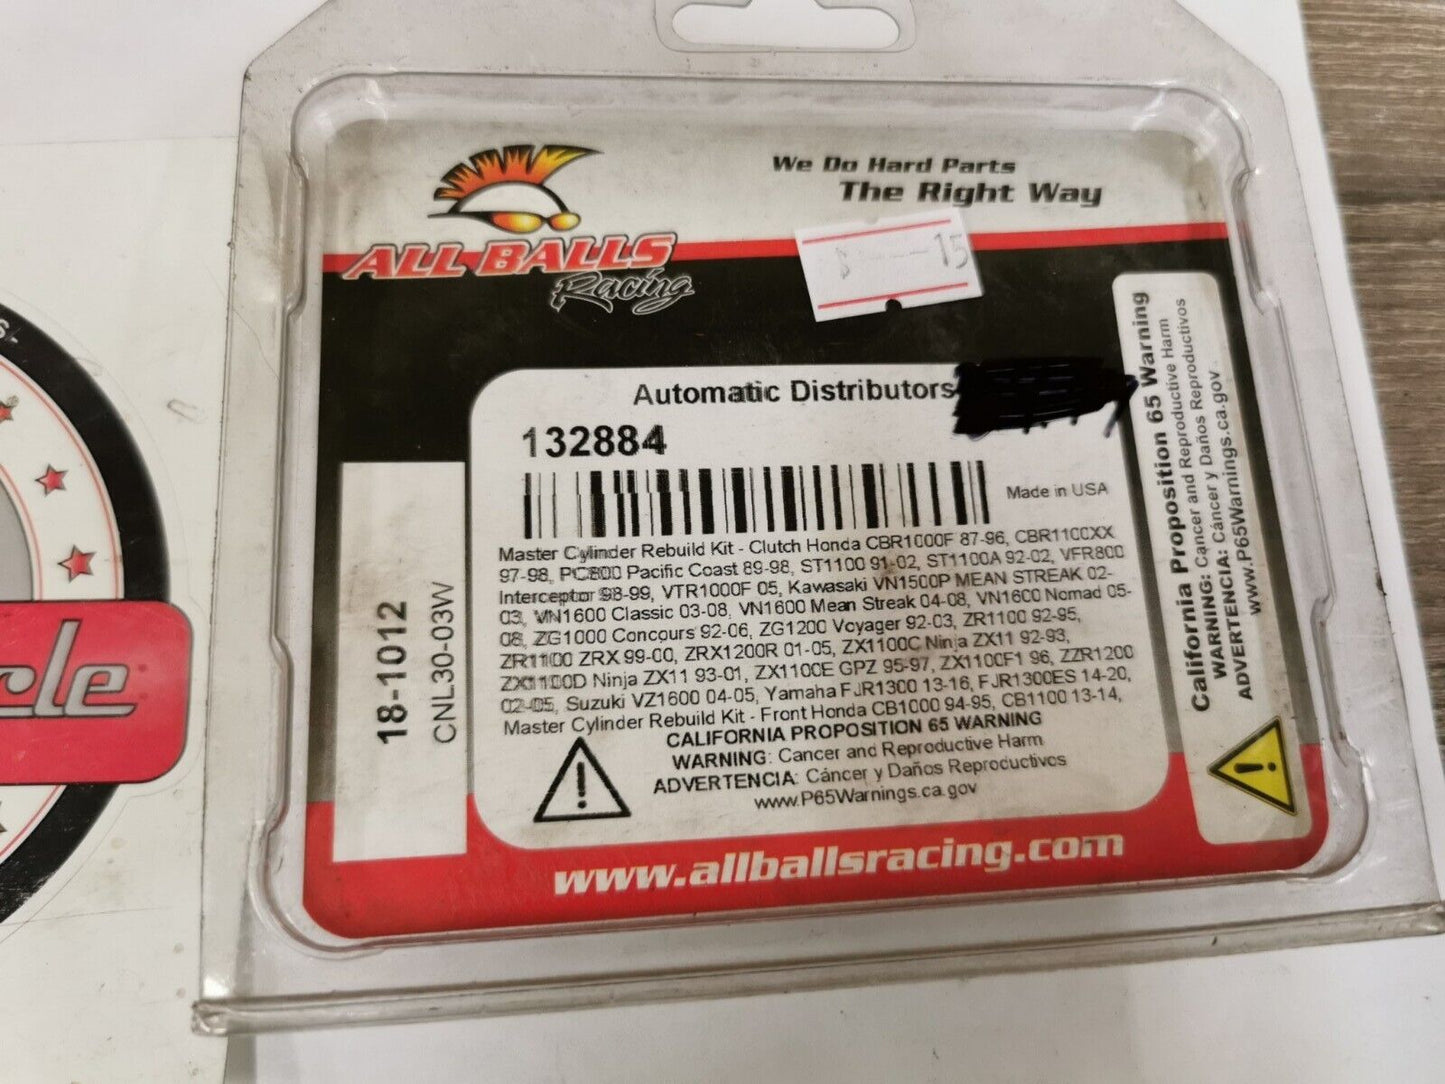 We Do Hard Parts
The Right Way
ALL BALLS
Racing
$ 15
Automatic Distributors
132884
Made in USA
Master Cylinder Rebuild Kit - Clutch Honda CBR1000F 87-96, CBR1100XX
97-98, PC800 Pacific Coast 89-98, ST1100 91-02, ST1100A 92-02, VFR800
Interceptor 98-99, VTR1000F 05, Kawasaki VN1500P MEAN STREAK 02-
03, VN1600 Classic 03-08, VN1600 Mean Streak 04-08, VN1600 Nomad 05-
08, ZG1000 Concours 92-06, ZG1200 Voyager 92-03, ZR1100 92-95,
ZR1100 ZRX 99-00, ZRX1200R 01-05, ZX1100C Ninja ZX11 92-93,
ZX1100D Ninja ZX11 93-01, ZX1100E GPZ 95-97, ZX1100F1 96, ZZR1200
02-05, Suzuki VZ1600 04-05, Yamaha FJR1300 13-16, FJR1300ES 14-20,
Master Cylinder Rebuild Kit - Front Honda CB1000 94-95, CB1100 13-14,
CALIFORNIA PROPOSITION 65 WARNING
WARNING: Cancer and Reproductive Harm
ADVERTENCIA: Cáncer y Daños Reproductivos
www.P65Warnings.ca.gov
18-1012
CNL30-03W
California Proposition 65 Warning
WARNING: Cancer and Reproductive Harm
ADVERTENCIA: Cáncer y Daños Reproductivos
www.P65Warnings.ca.gov
www.allballsracing.com
cle